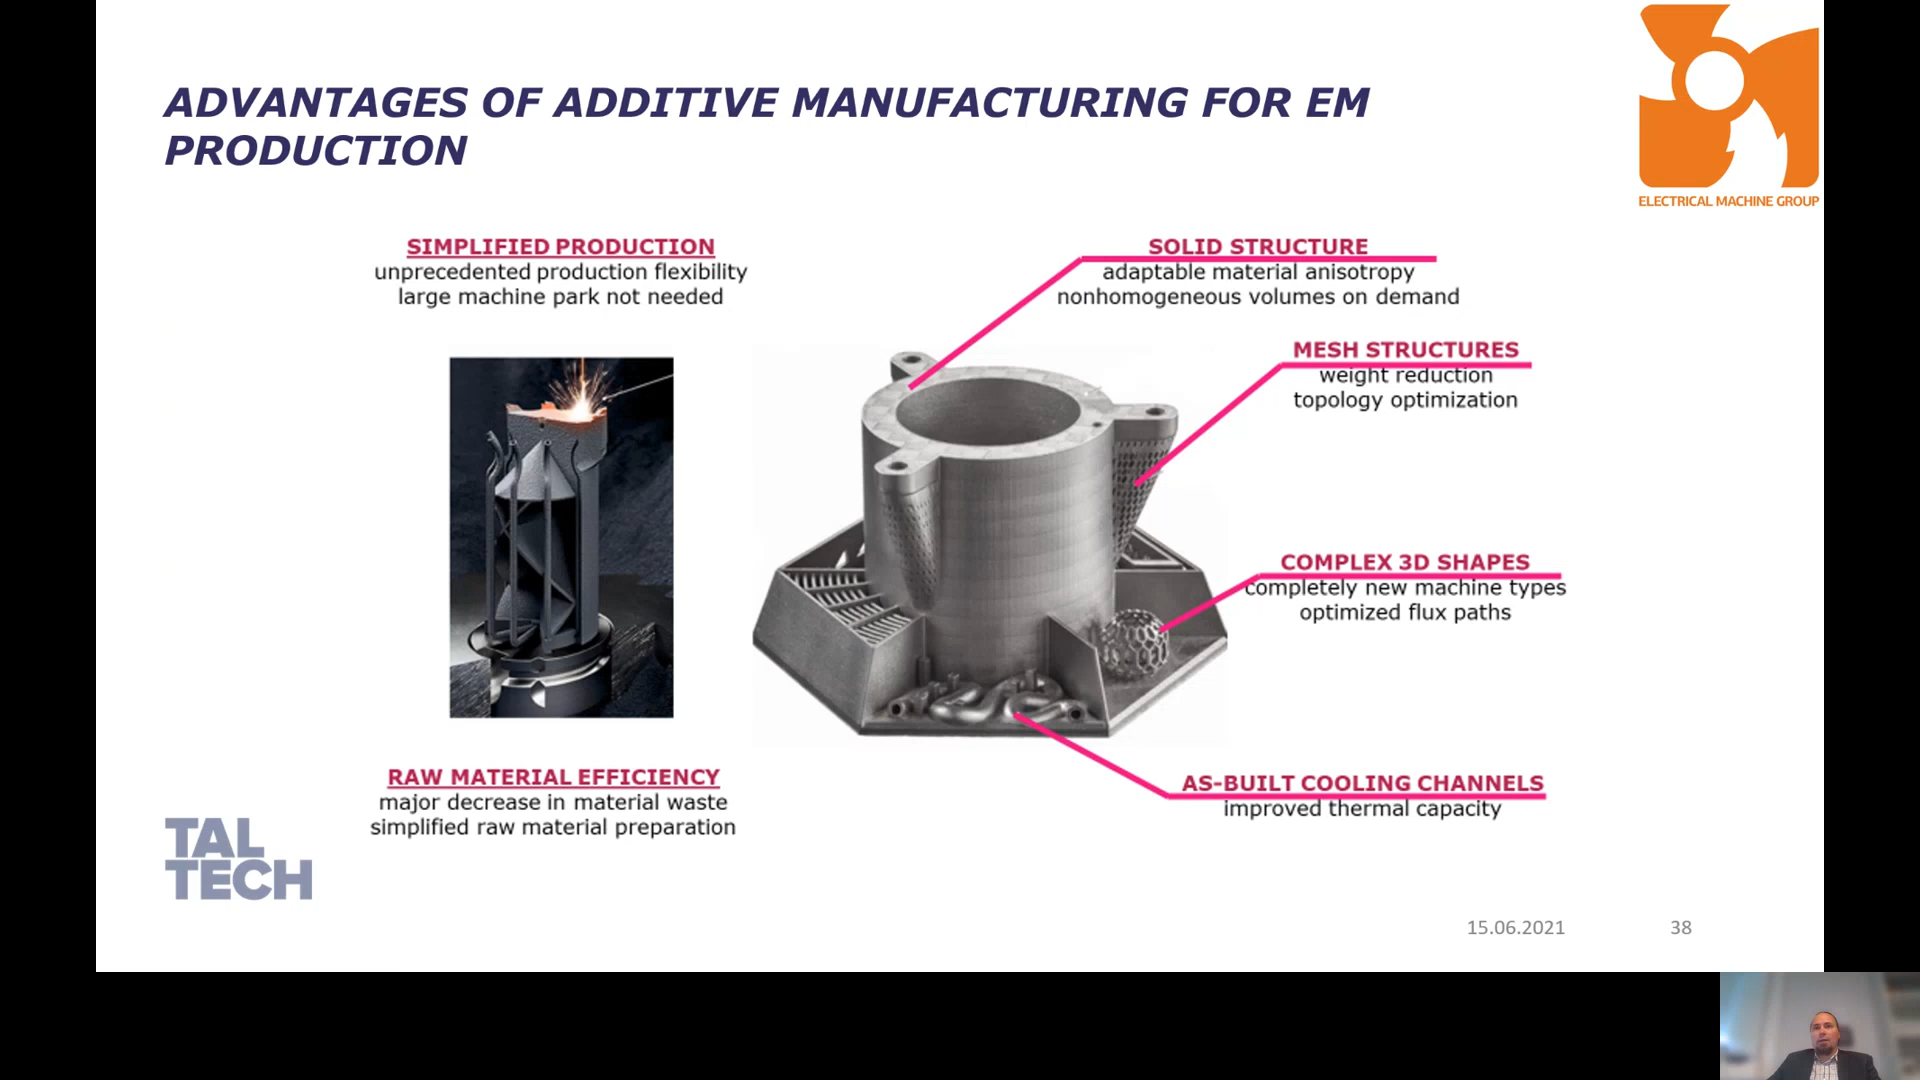 ADVANTAGES OF ADDITIVE MANUFACTURING FOR EM
PRODUCTION
ELECTRICAL MACHINE GROUP
SIMPLIFIED PRODUCTION
unprecedented production flexibility
large machine park not needed
SOLID STRUCTURE
adaptable material anisotropy
nonhomogeneous volumes on demand
MESH STRUCTURES
weight reduction
topology optimization
COMPLEX 3D SHAPES
completely new machine types
optimized flux paths
RAW MATERIAL EFFICIENCY
major decrease in material waste
simplified raw material preparation
AS-BUILT COOLING CHANNELS
improved thermal capacity
TAL
TECH
15.06.2021
38